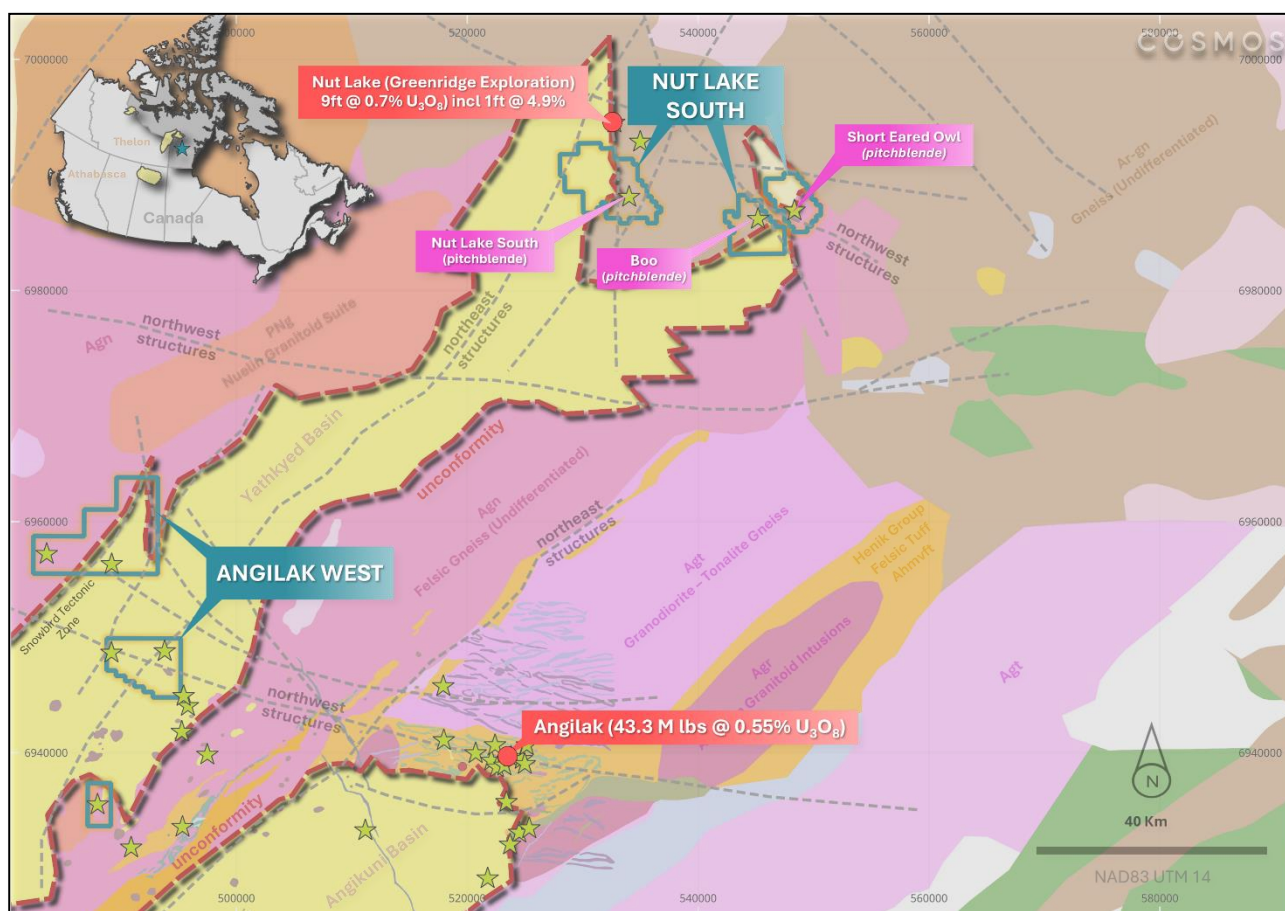 520000
540000
560000
580000
COSMOS
7000000
7000000
Nut Lake (Greenridge Exploration)
9ft @ 0.7% U₃O₈) incl 1ft @ 4.9%
NUT LAKE
SOUTH
Short Eared Owl
(pitchblende)
Thelon
Athabasca
Canada
Ar-gn
Gneiss (Undifferentiated)
Nut Lake South
(pitchblende)
Boo
(pitchblende)
northwest
structures
6980000
6980000
northwest
structures
Agn
PNg
Nueltin Granitoid Suite
northeast
structures
Yathkyed Basin
unconformity
Agn
Felsic Gneiss (Undifferentiated)
northeast
structures
6960000
6960000
ANGILAK WEST
Snowbird Tectonic
Zone
Agt
Granodiorite – Tonalite Gneiss
Henik Group
Felsic Tuff
Ahmvft
Agr
Granitoid Intusions
Agt
northwest
structures
Angilak (43.3 M lbs @ 0.55% U₃O₈)
6940000
6940000
N
40 Km
unconformity
Angikuni Basin
NAD83 UTM 14
500000
520000
540000
560000
580000